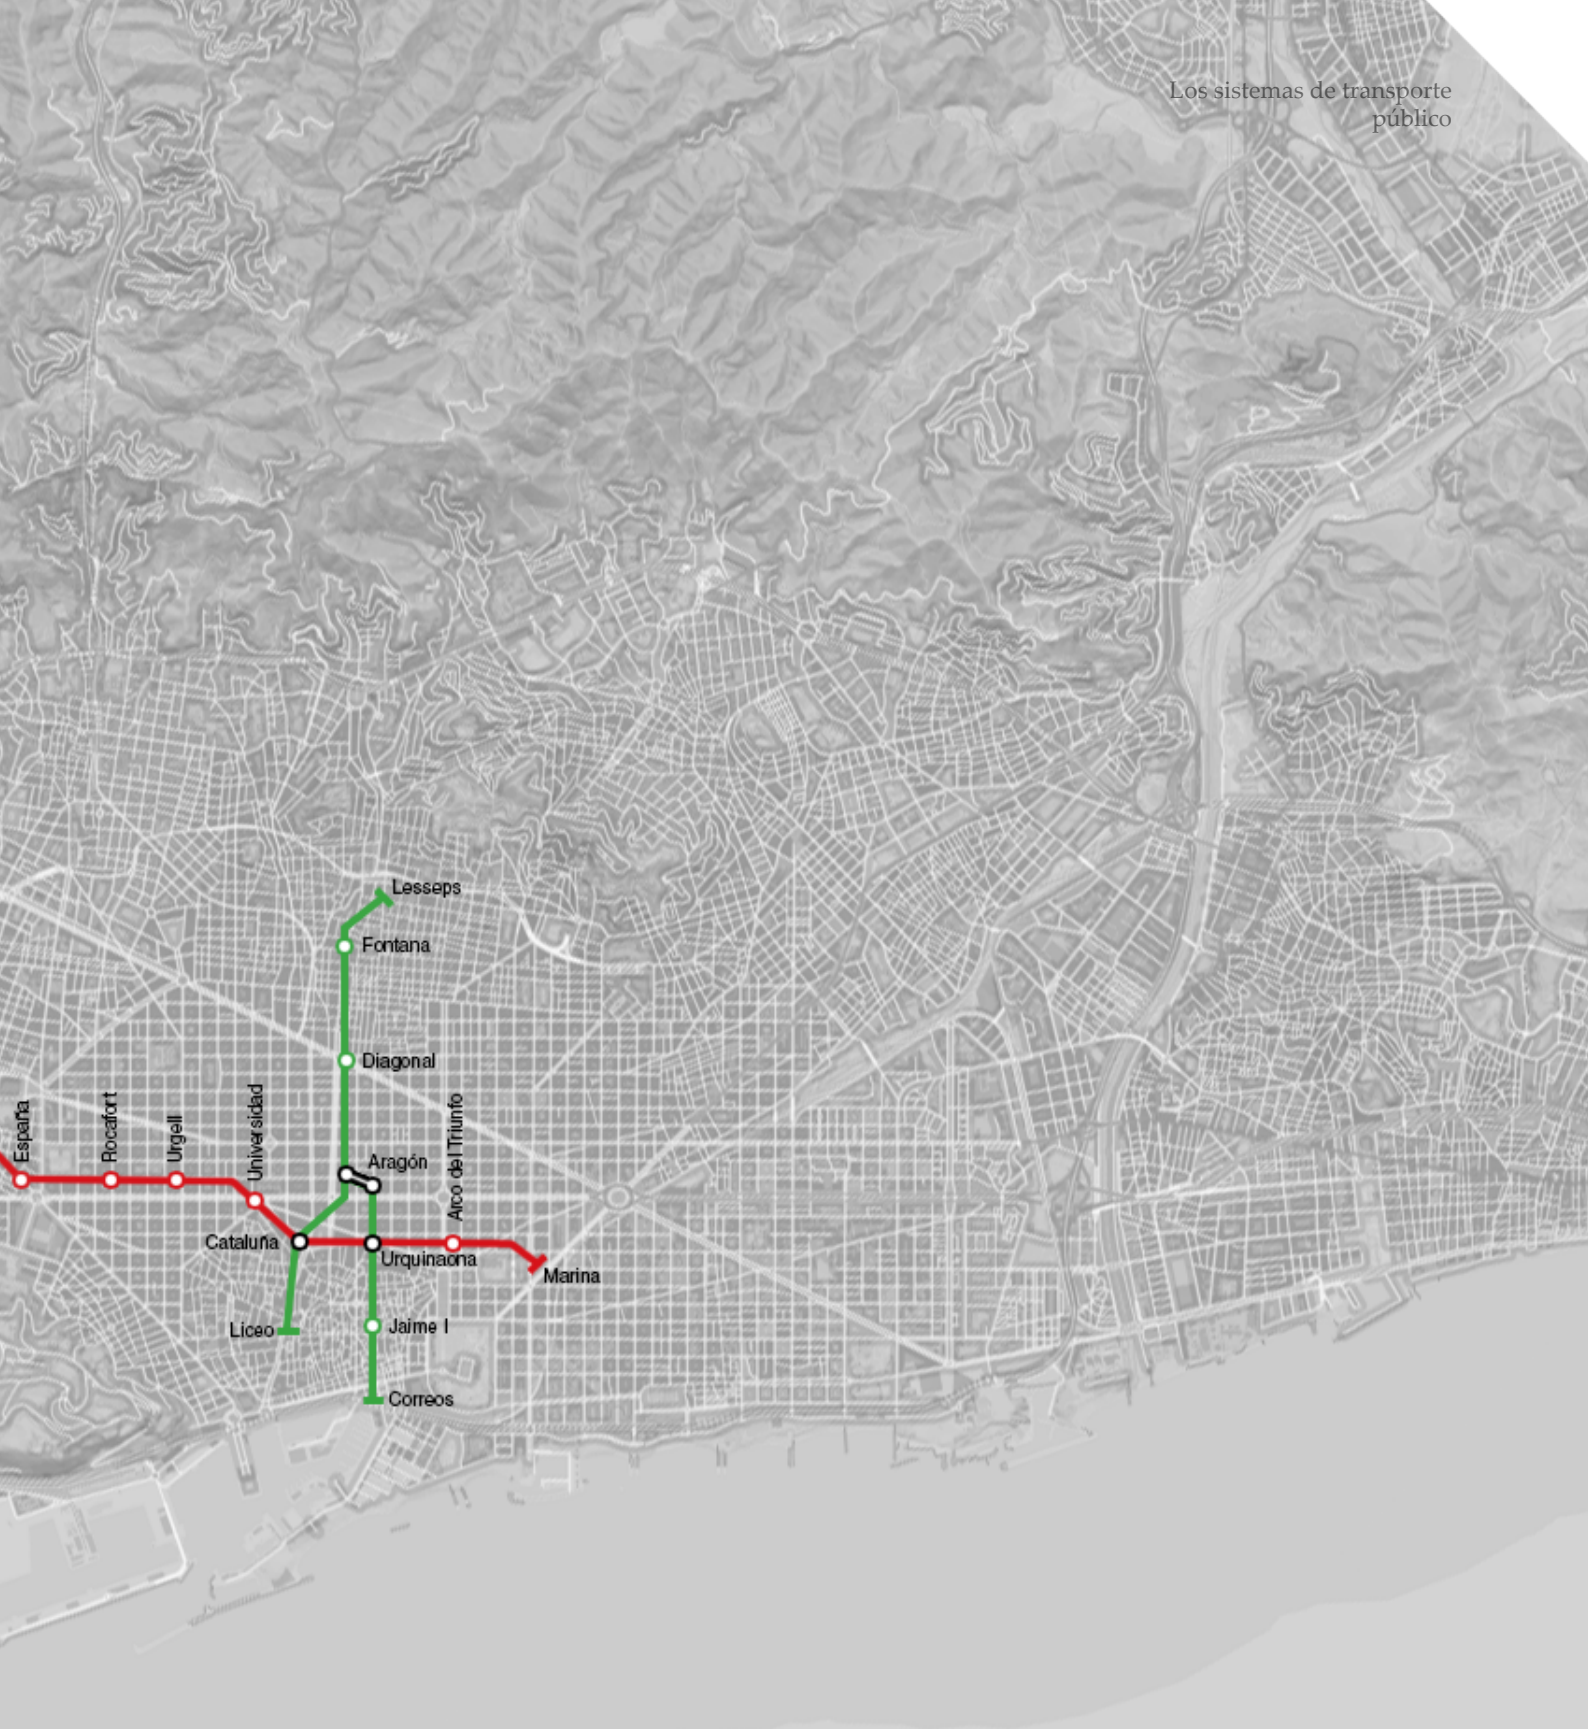 Los sistemas de transporte
público
Lesseps
Fontana
Diagonal
España
Rocafort
Urgell
Universidad
Aragón
Arco del Triunfo
Cataluña
Urquinaona
Marina
Liceo
Jaime I
Correos